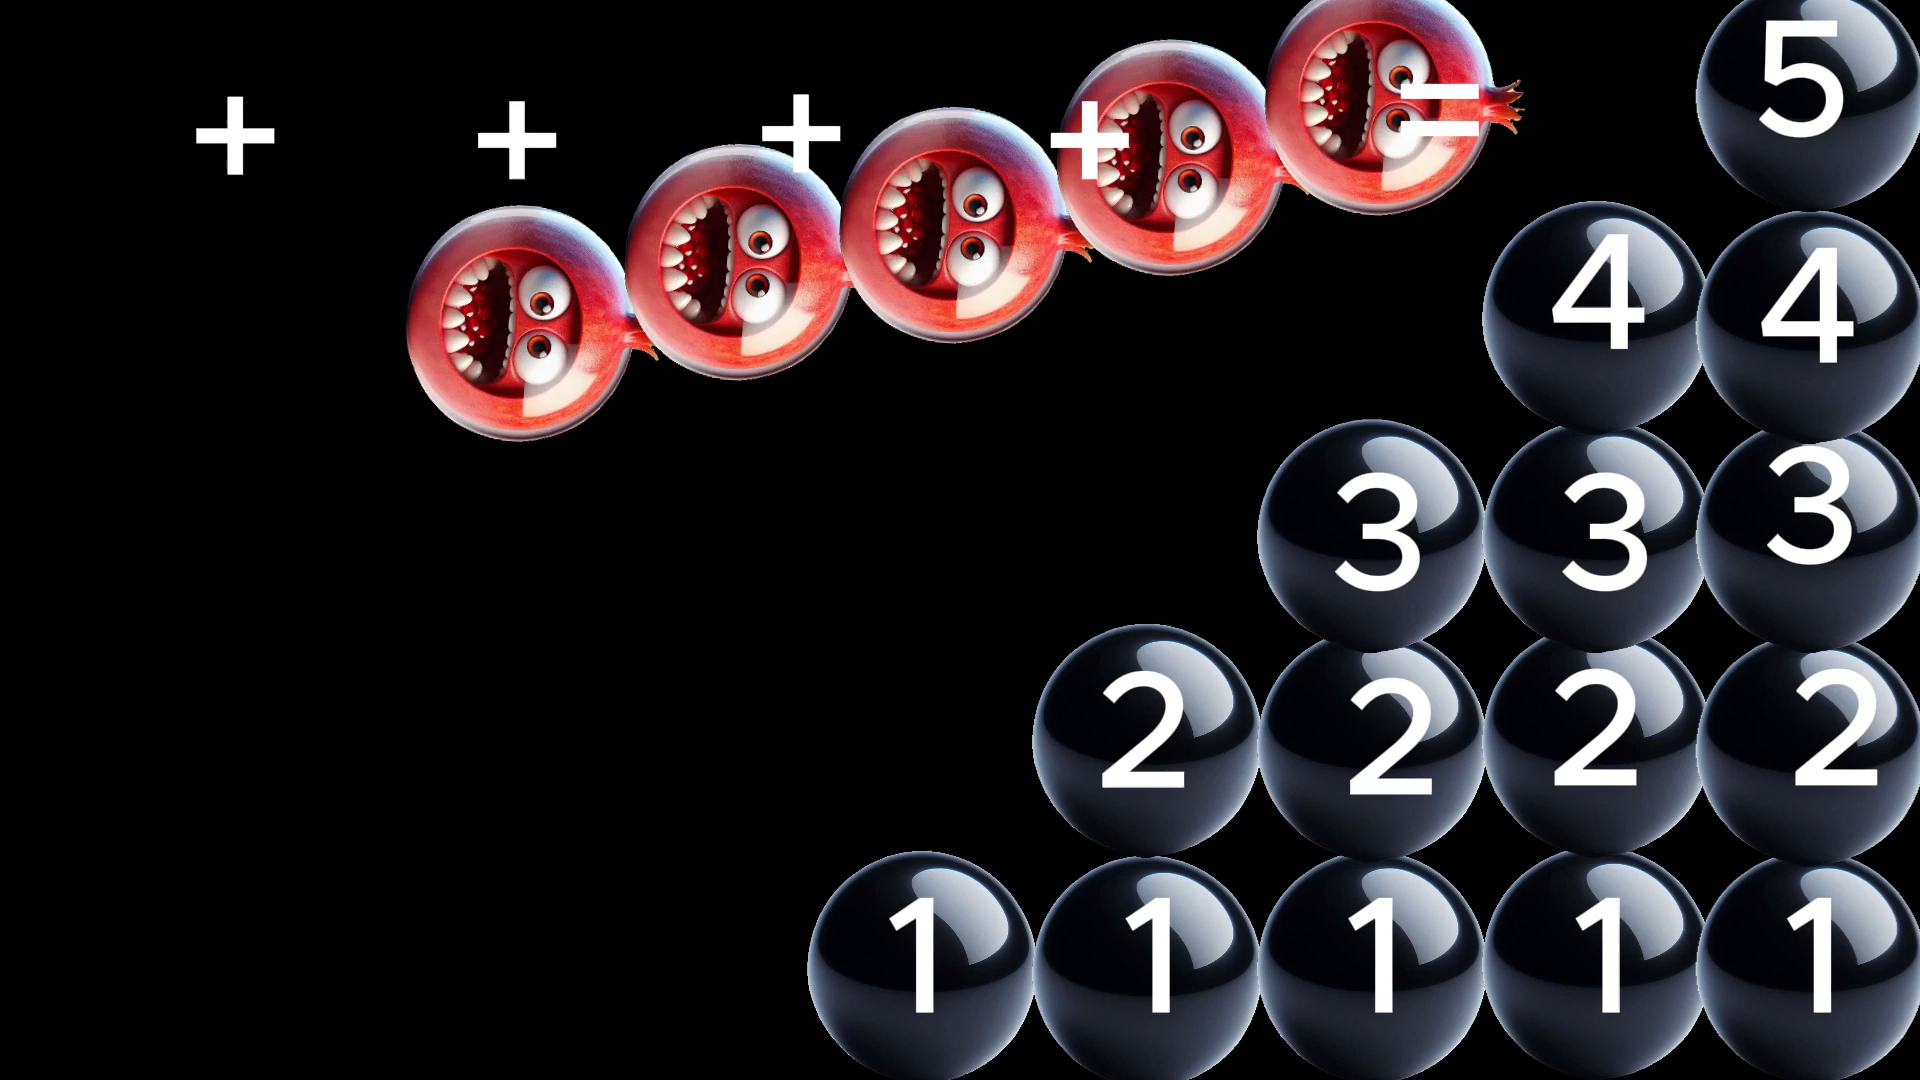 + + + + = 5
4 4
3 3 3
2 2 2 2
1 1 1 1 1